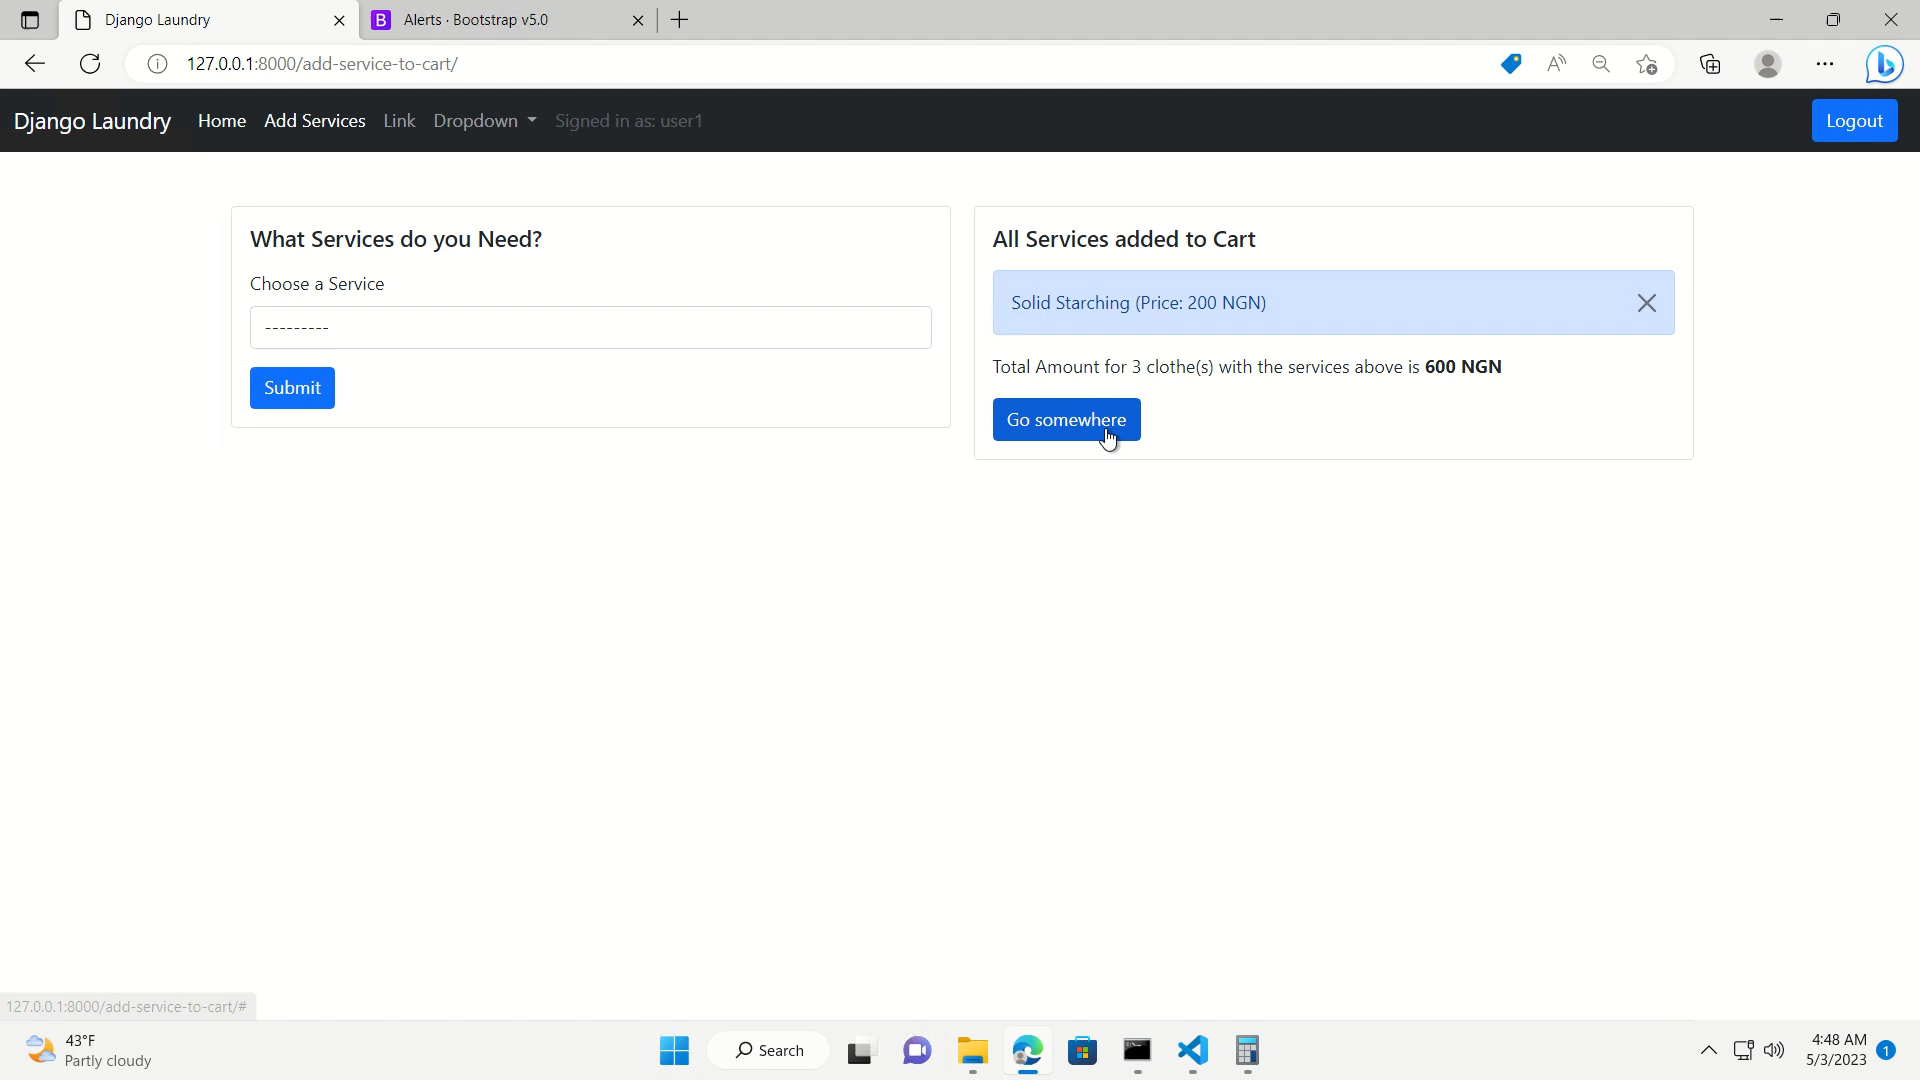 Django Laundry
Alerts · Bootstrap v5.0
127.0.0.1:8000/add-service-to-cart/
Django Laundry Home Add Services Link Dropdown Signed in as: user1 Logout
What Services do you Need?
Choose a Service
---------
Submit
All Services added to Cart
Solid Starching (Price: 200 NGN)
Total Amount for 3 clothe(s) with the services above is 600 NGN
Go somewhere
127.0.0.1:8000/add-service-to-cart/#
43°F
Partly cloudy
Search
4:48 AM
5/3/2023
1